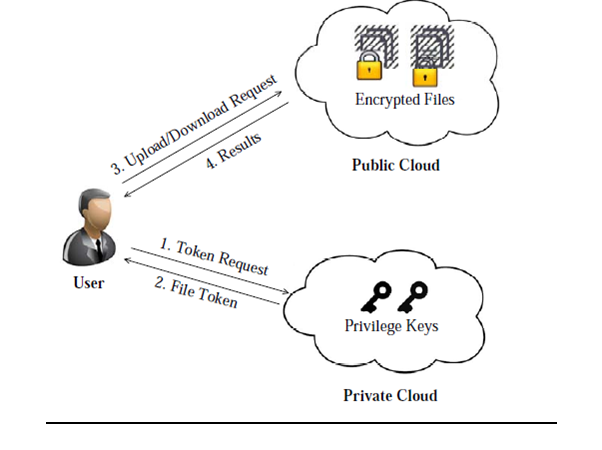 3. Upload/Download Request
4. Results
Encrypted Files
Public Cloud
User
1. Token Request
2. File Token
Privilege Keys
Private Cloud